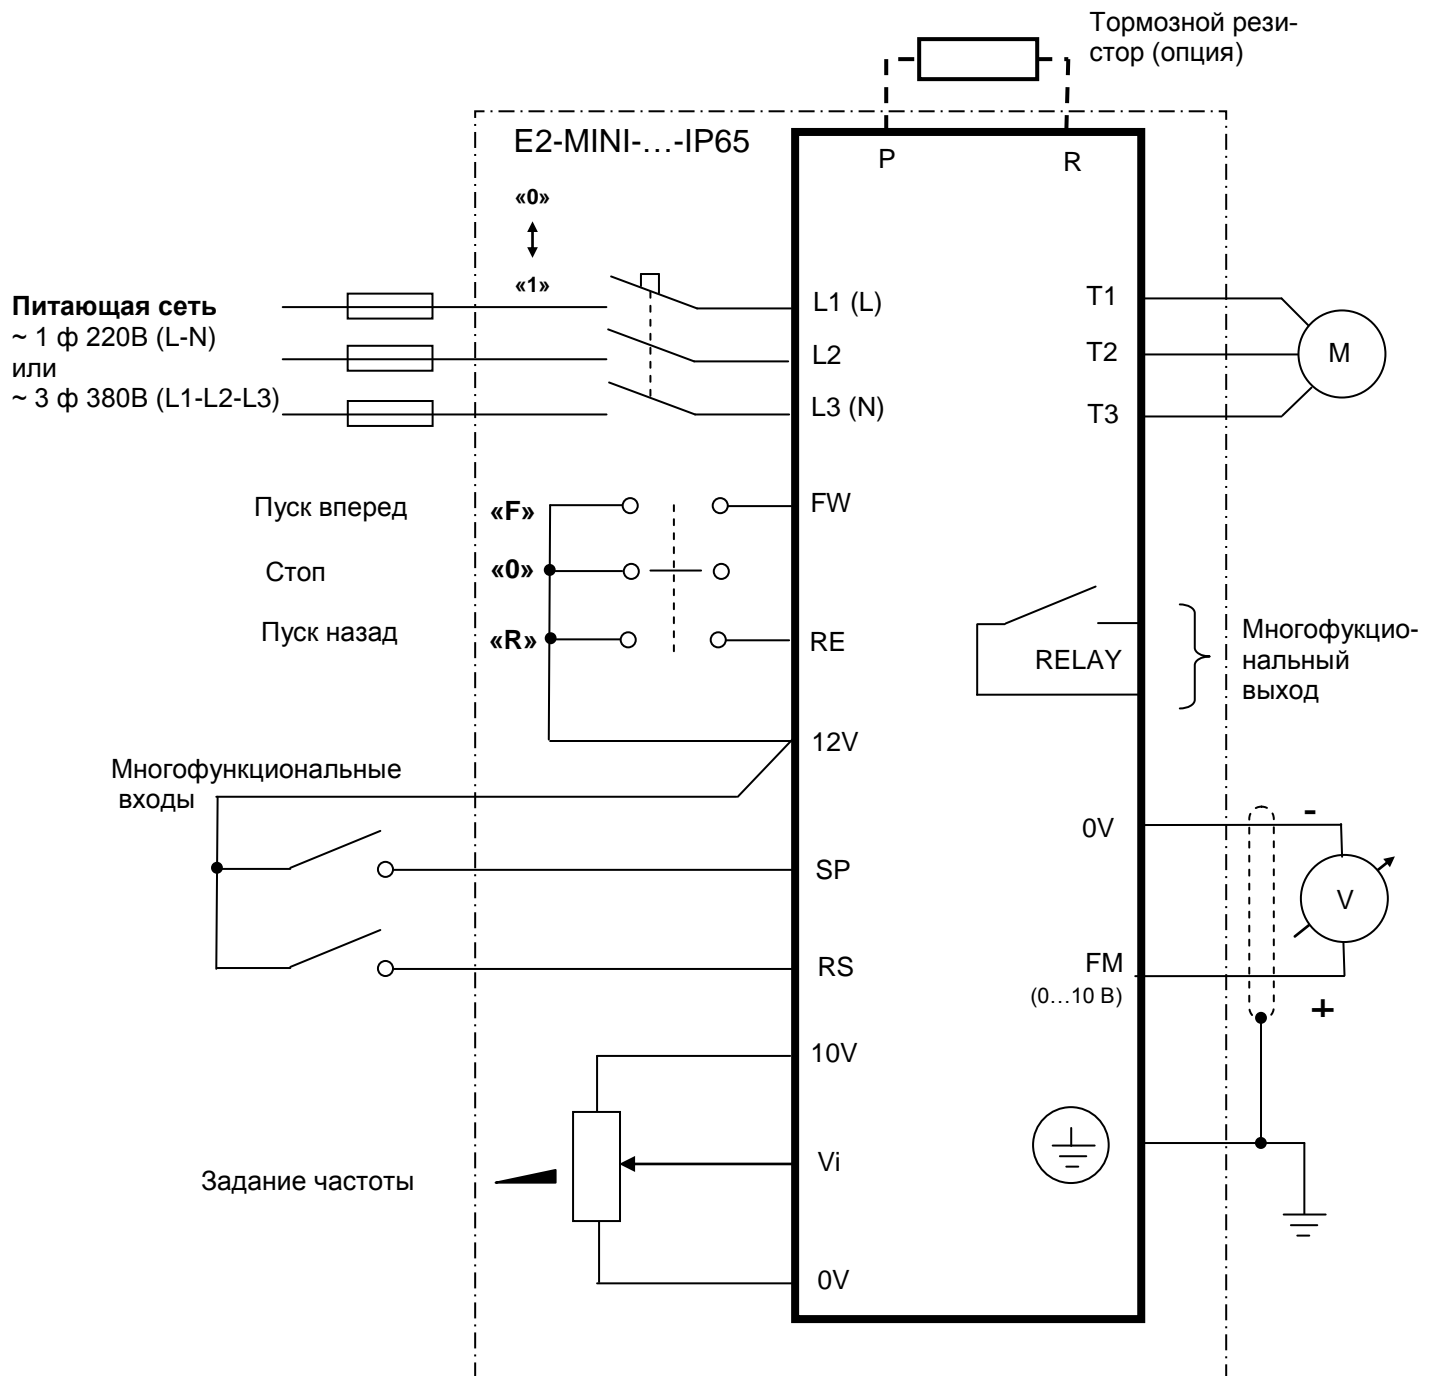 Тормозной рези-
стор (опция)
E2-MINI-…-IP65
P
R
«0»
«1»
Питающая сеть
~ 1 ф 220В (L-N)
или
~ 3 ф 380В (L1-L2-L3)
L1 (L)
L2
L3 (N)
T1
T2
T3
M
Пуск вперед
«F»
FW
Стоп
«0»
Пуск назад
«R»
RE
RELAY
Многофукцио-
нальный
выход
12V
Многофункциональные
входы
SP
RS
0V
-
V
FM
(0…10 В)
+
10V
Vi
Задание частоты
0V